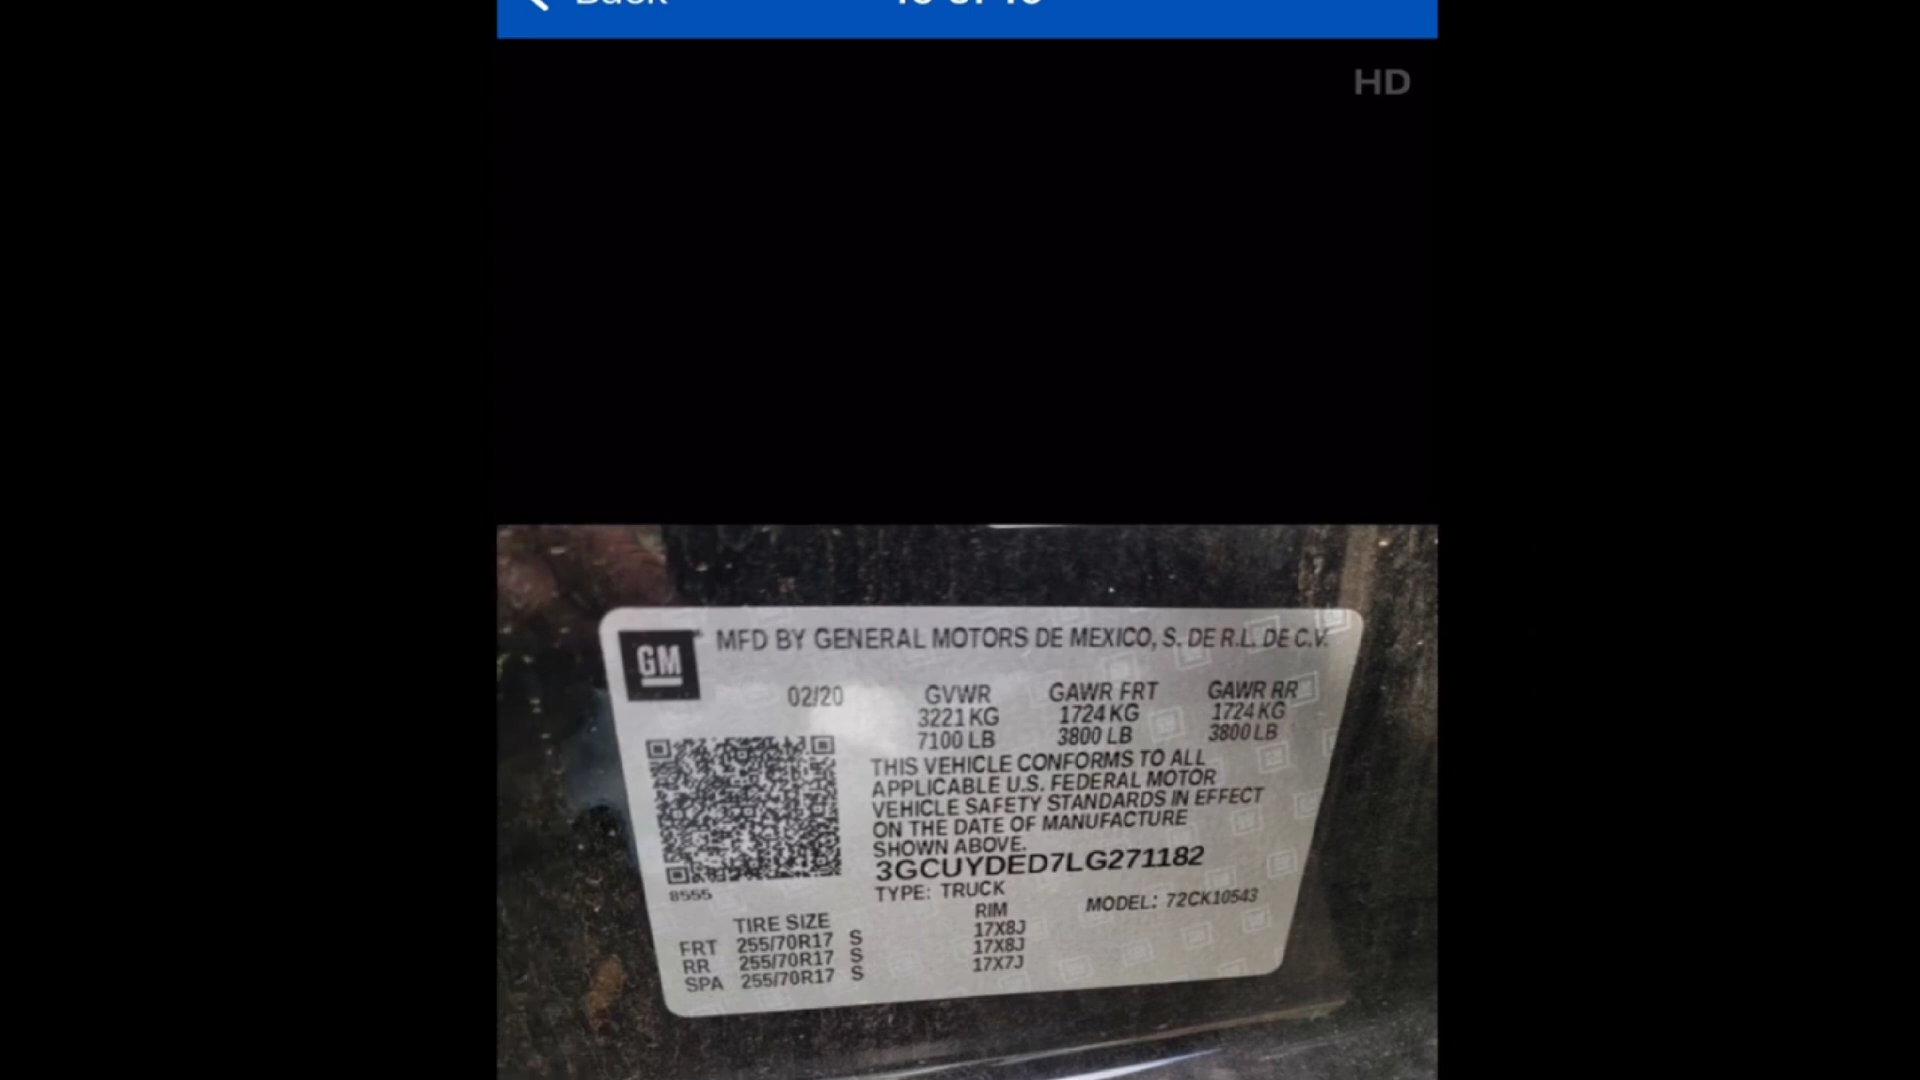 HD
GM
MFD BY GENERAL MOTORS DE MEXICO, S. DE R.L. DE C.V.
02/20 GVWR GAWR FRT GAWR RR
3221 KG 1724 KG 1724 KG
7100 LB 3800 LB 3800 LB
THIS VEHICLE CONFORMS TO ALL
APPLICABLE U.S. FEDERAL MOTOR
VEHICLE SAFETY STANDARDS IN EFFECT
ON THE DATE OF MANUFACTURE
SHOWN ABOVE.
3GCUYDED7LG271182
8555
TYPE: TRUCK MODEL: 72CK10543
TIRE SIZE RIM
FRT 255/70R17 S 17X8J
RR 255/70R17 S 17X8J
SPA 255/70R17 S 17X7J